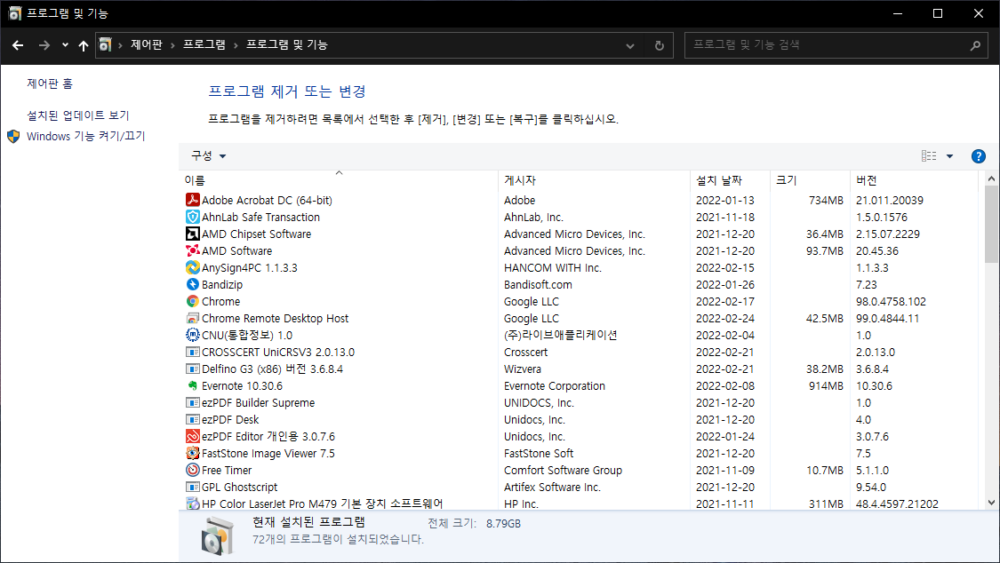 프로그램 및 기능
제어판 프로그램 프로그램 및 기능
프로그램 및 기능 검색
제어판 홈
설치된 업데이트 보기
Windows 기능 켜기/끄기
프로그램 제거 또는 변경
프로그램을 제거하려면 목록에서 선택한 후 [제거], [변경] 또는 [복구]를 클릭하십시오.
구성
이름 게시자 설치 날짜 크기 버전
Adobe Acrobat DC (64-bit) Adobe 2022-01-13 734MB 21.011.20039
AhnLab Safe Transaction AhnLab, Inc. 2021-11-18 1.5.0.1576
AMD Chipset Software Advanced Micro Devices, Inc. 2021-12-20 36.4MB 2.15.07.2229
AMD Software Advanced Micro Devices, Inc. 2021-12-20 93.7MB 20.45.36
AnySign4PC 1.1.3.3 HANCOM WITH Inc. 2022-02-15 1.1.3.3
Bandizip Bandisoft.com 2022-01-26 7.23
Chrome Google LLC 2022-02-17 98.0.4758.102
Chrome Remote Desktop Host Google LLC 2022-02-24 42.5MB 99.0.4844.11
CNU(통합정보) 1.0 (주)라이브애플리케이션 2022-02-04 1.0
CROSSCERT UniCRSV3 2.0.13.0 Crosscert 2022-02-21 2.0.13.0
Delfino G3 (x86) 버전 3.6.8.4 Wizvera 2022-02-21 38.2MB 3.6.8.4
Evernote 10.30.6 Evernote Corporation 2022-02-08 914MB 10.30.6
ezPDF Builder Supreme UNIDOCS, Inc. 2021-12-20 1.0
ezPDF Desk Unidocs, Inc. 2021-12-20 4.0
ezPDF Editor 개인용 3.0.7.6 Unidocs, Inc. 2022-01-24 3.0.7.6
FastStone Image Viewer 7.5 FastStone Soft 2021-12-20 7.5
Free Timer Comfort Software Group 2021-11-09 10.7MB 5.1.1.0
GPL Ghostscript Artifex Software Inc. 2021-12-20 9.54.0
HP Color LaserJet Pro M479 기본 장치 소프트웨어 HP Inc. 2021-11-11 311MB 48.4.4597.21202
현재 설치된 프로그램 전체 크기: 8.79GB
72개의 프로그램이 설치되었습니다.